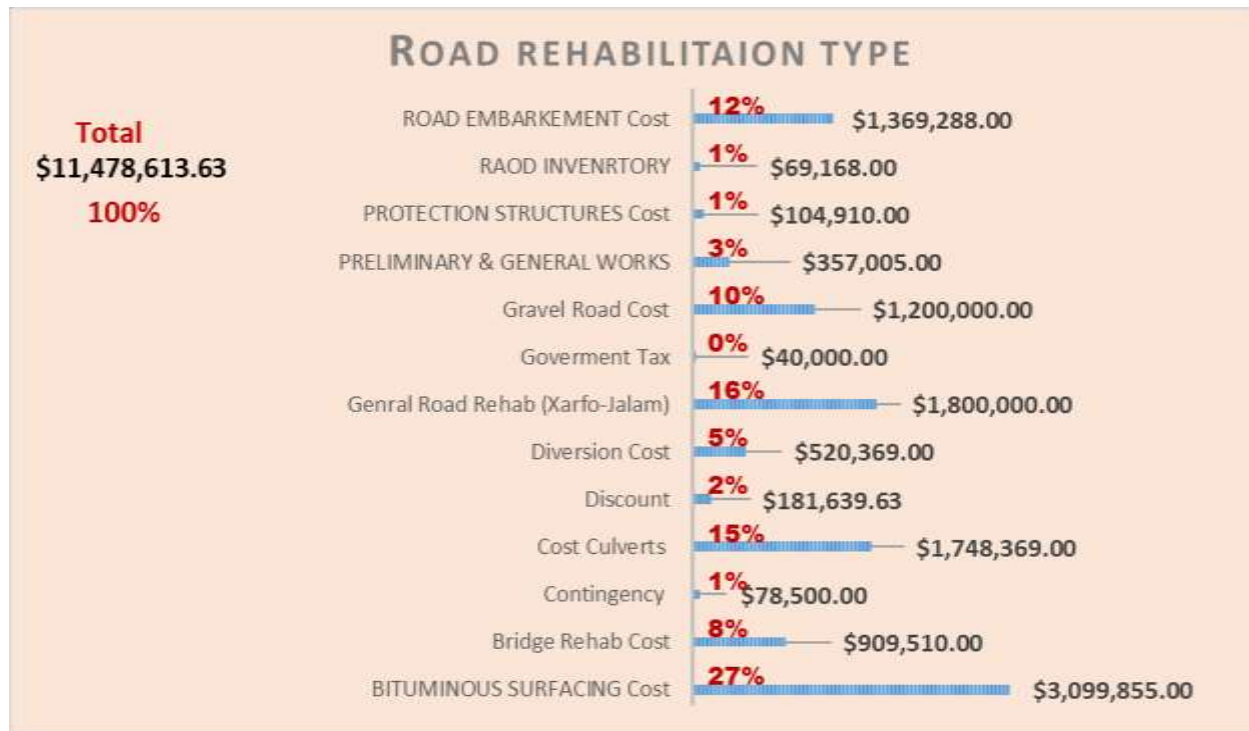 ROAD REHABILITAION TYPE
Total
$11,478,613.63
100%
ROAD EMBARKEMENT Cost 12% $1,369,288.00
RAOD INVENRTORY 1% $69,168.00
PROTECTION STRUCTURES Cost 1% $104,910.00
PRELIMINARY & GENERAL WORKS 3% $357,005.00
Gravel Road Cost 10% $1,200,000.00
Goverment Tax 0% $40,000.00
Genral Road Rehab (Xarfo-Jalam) 16% $1,800,000.00
Diversion Cost 5% $520,369.00
Discount 2% $181,639.63
Cost Culverts 15% $1,748,369.00
Contingency 1% $78,500.00
Bridge Rehab Cost 8% $909,510.00
BITUMINOUS SURFACING Cost 27% $3,099,855.00